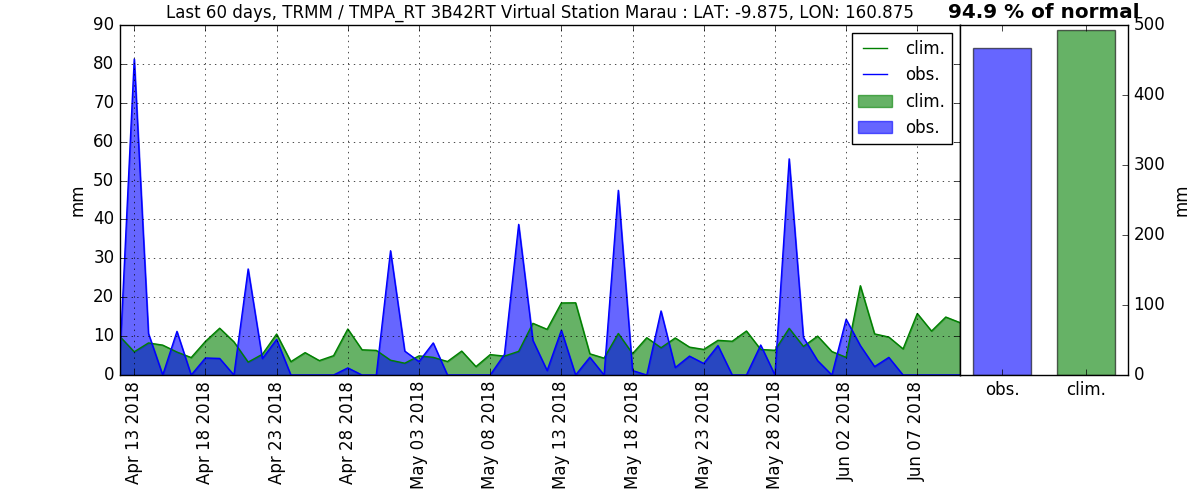 Last 60 days, TRMM / TMPA_RT 3B42RT Virtual Station Marau : LAT: -9.875, LON: 160.875
94.9 % of normal
90
80
70
60
50
40
30
20
10
0
mm
clim.
obs.
clim.
obs.
Apr 13 2018
Apr 18 2018
Apr 23 2018
Apr 28 2018
May 03 2018
May 08 2018
May 13 2018
May 18 2018
May 23 2018
May 28 2018
Jun 02 2018
Jun 07 2018
500
400
300
200
100
0
mm
obs.
clim.